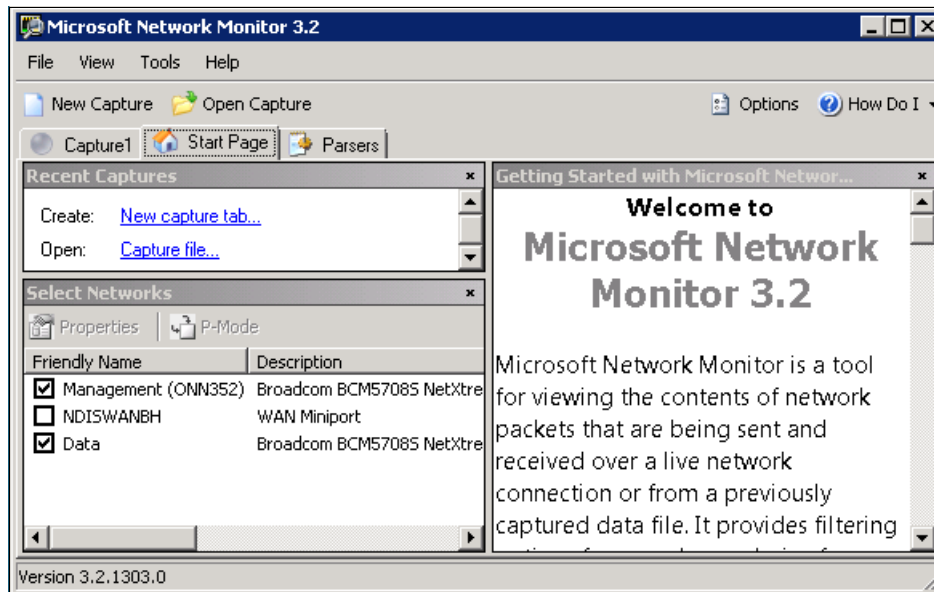 Microsoft Network Monitor 3.2
File View Tools Help
New Capture Open Capture Options How Do I
Capture1 Start Page Parsers
Recent Captures
Create: New capture tab...
Open: Capture file...
Select Networks
Properties P-Mode
Friendly Name Description
Management (ONN352) Broadcom BCM5708S NetXtre
NDISWANBH WAN Miniport
Data Broadcom BCM5708S NetXtre
Getting Started with Microsoft Networ...
Welcome to
Microsoft Network
Monitor 3.2
Microsoft Network Monitor is a tool
for viewing the contents of network
packets that are being sent and
received over a live network
connection or from a previously
captured data file. It provides filtering
Version 3.2.1303.0